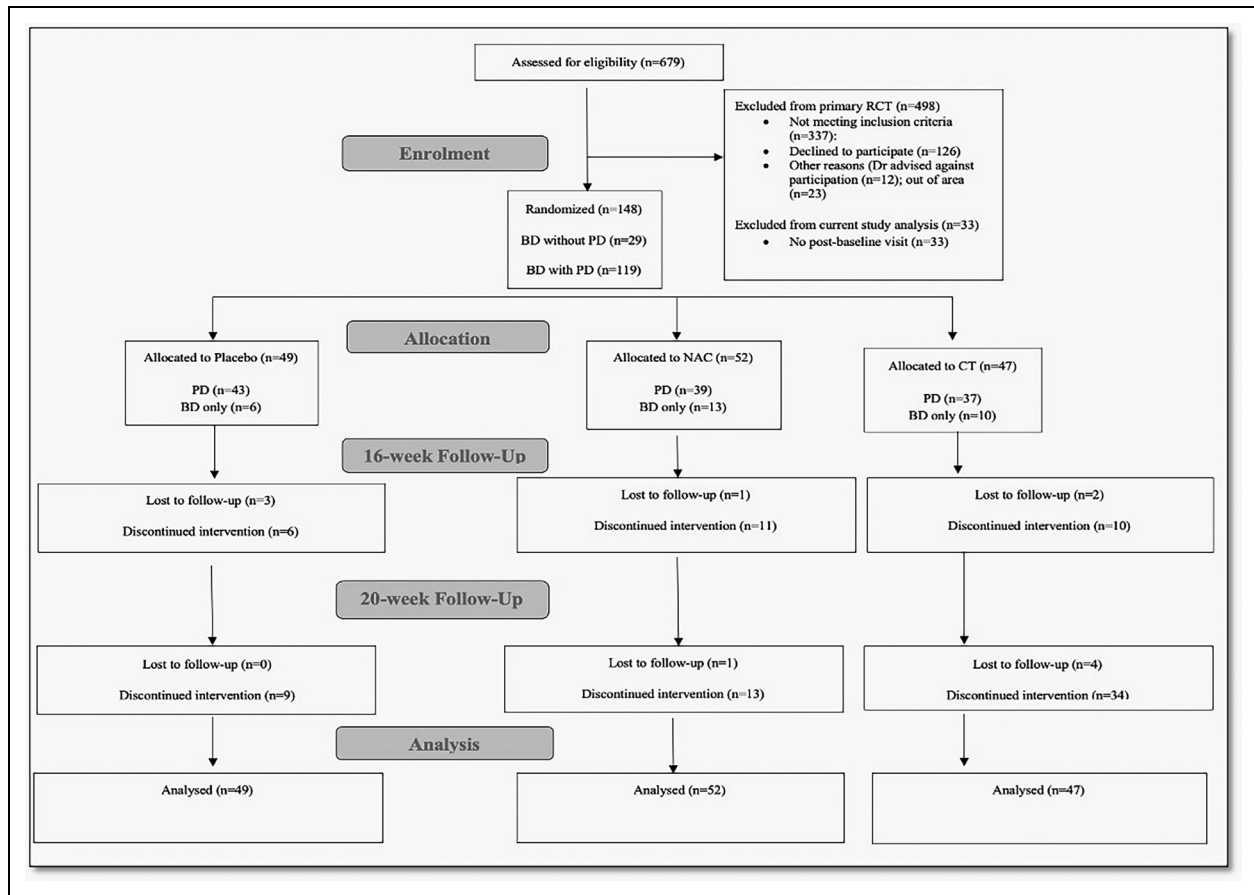 Assessed for eligibility (n=679)
Excluded from primary RCT (n=498)
• Not meeting inclusion criteria
(n=337):
• Declined to participate (n=126)
• Other reasons (Dr advised against
participation (n=12); out of area
(n=23)
Excluded from current study analysis (n=33)
• No post-baseline visit (n=33)
Enrolment
Randomized (n=148)
BD without PD (n=29)
BD with PD (n=119)
Allocation
Allocated to Placebo (n=49)
PD (n=43)
BD only (n=6)
Allocated to NAC (n=52)
PD (n=39)
BD only (n=13)
Allocated to CT (n=47)
PD (n=37)
BD only (n=10)
16-week Follow-Up
Lost to follow-up (n=3)
Discontinued intervention (n=6)
Lost to follow-up (n=1)
Discontinued intervention (n=11)
Lost to follow-up (n=2)
Discontinued intervention (n=10)
20-week Follow-Up
Lost to follow-up (n=0)
Discontinued intervention (n=9)
Lost to follow-up (n=1)
Discontinued intervention (n=13)
Lost to follow-up (n=4)
Discontinued intervention (n=34)
Analysis
Analysed (n=49)
Analysed (n=52)
Analysed (n=47)